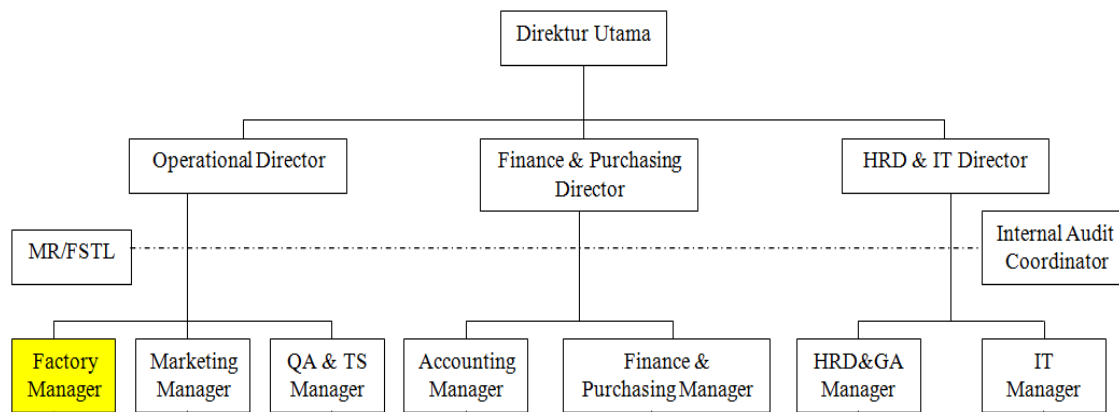 Direktur Utama
Operational Director
Finance & Purchasing
Director
HRD & IT Director
MR/FSTL
Internal Audit
Coordinator
Factory
Manager
Marketing
Manager
QA & TS
Manager
Accounting
Manager
Finance &
Purchasing Manager
HRD&GA
Manager
IT
Manager